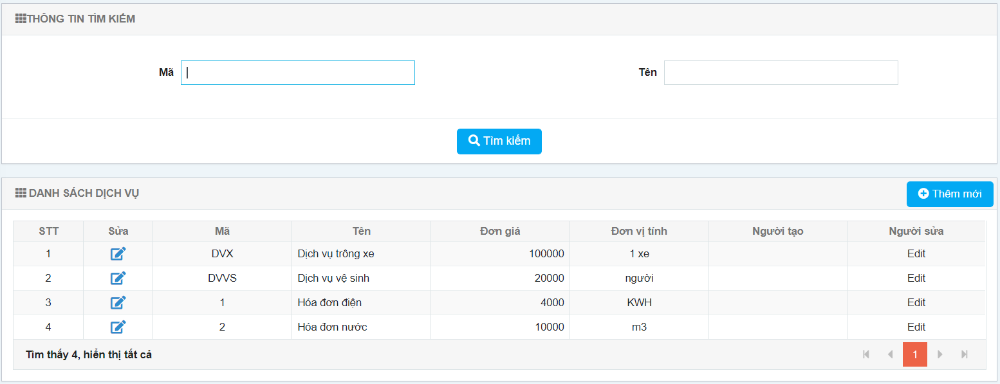 THÔNG TIN TÌM KIẾM
Mã Tên
Tìm kiếm
DANH SÁCH DỊCH VỤ Thêm mới
STT Sửa Mã Tên Đơn giá Đơn vị tính Người tạo Người sửa
1 DVX Dịch vụ trông xe 100000 1 xe Edit
2 DVVS Dịch vụ vệ sinh 20000 người Edit
3 1 Hóa đơn điện 4000 KWH Edit
4 2 Hóa đơn nước 10000 m3 Edit
Tìm thấy 4, hiển thị tất cả 1